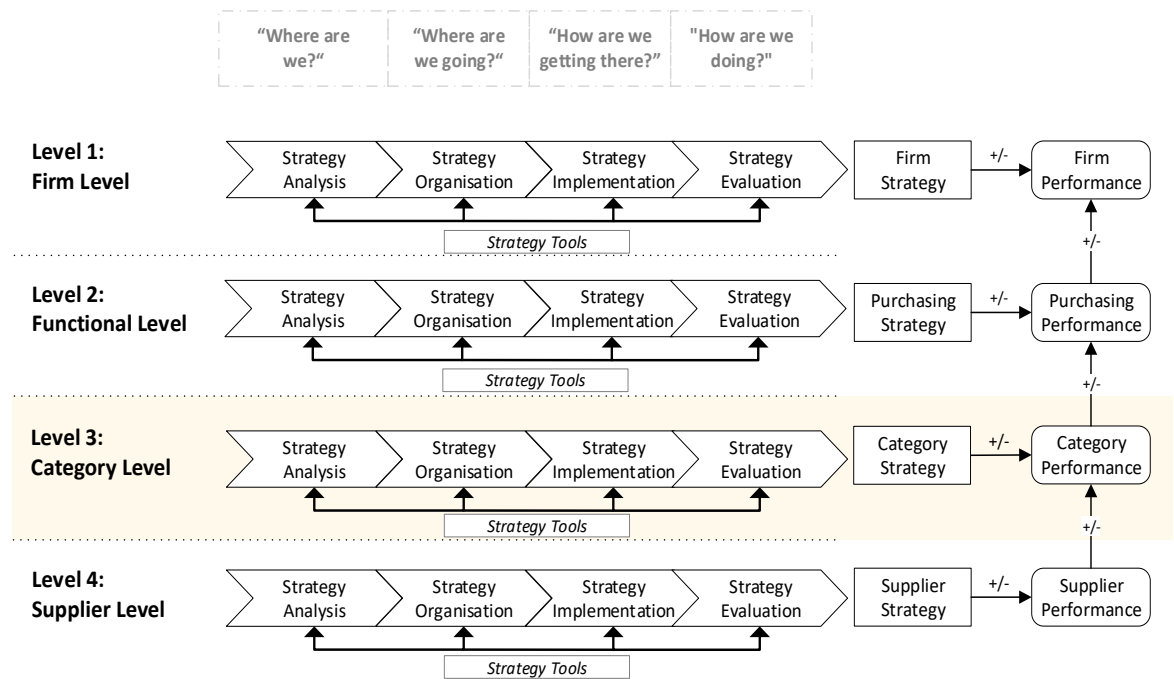 “Where are
we?“
“Where are
we going?“
“How are we
getting there?”
"How are we
doing?"
Level 1:
Firm Level
Strategy
Analysis
Strategy
Organisation
Strategy
Implementation
Strategy
Evaluation
Firm
Strategy
+/-
Firm
Performance
Strategy Tools
+/-
Level 2:
Functional Level
Strategy
Analysis
Strategy
Organisation
Strategy
Implementation
Strategy
Evaluation
Purchasing
Strategy
+/-
Purchasing
Performance
Strategy Tools
+/-
Level 3:
Category Level
Strategy
Analysis
Strategy
Organisation
Strategy
Implementation
Strategy
Evaluation
Category
Strategy
+/-
Category
Performance
Strategy Tools
+/-
Level 4:
Supplier Level
Strategy
Analysis
Strategy
Organisation
Strategy
Implementation
Strategy
Evaluation
Supplier
Strategy
+/-
Supplier
Performance
Strategy Tools